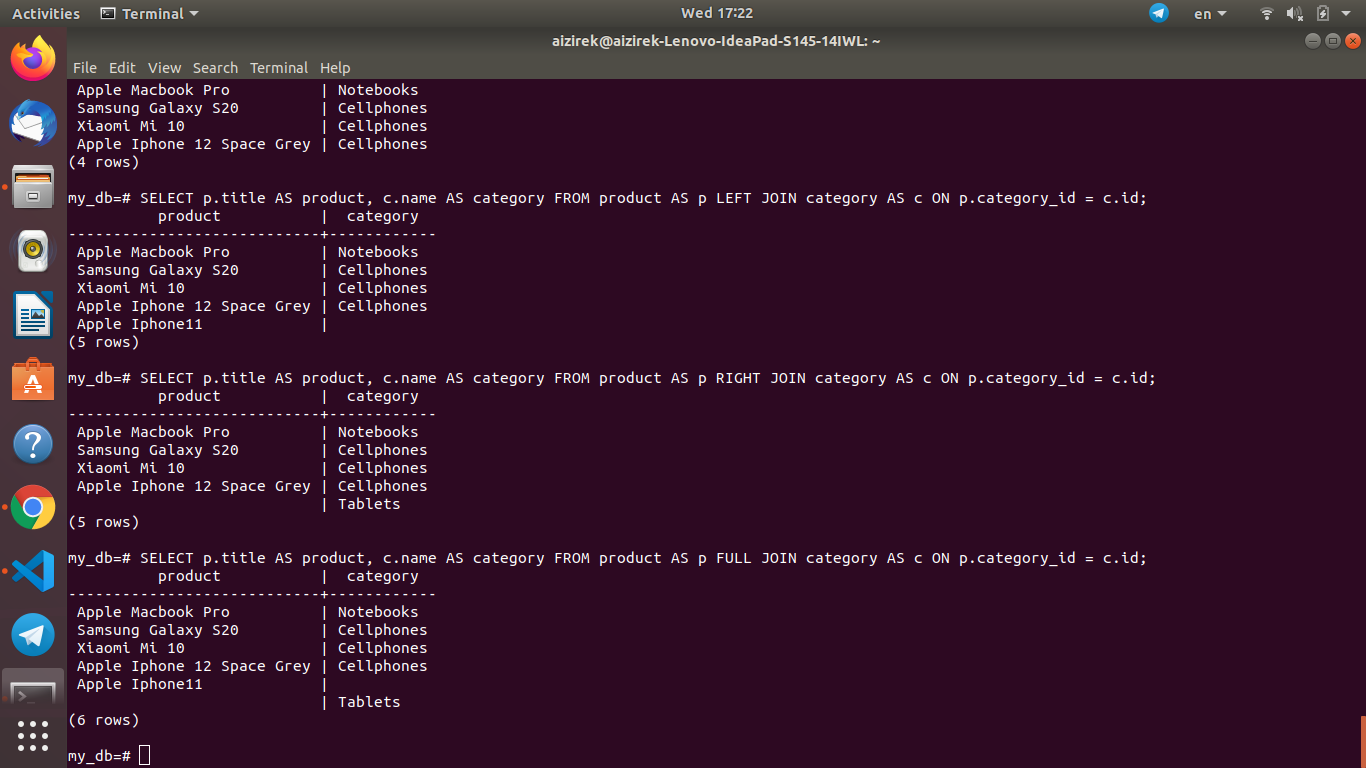 Activities Terminal Wed 17:22 en
aizirek@aizirek-Lenovo-IdeaPad-S145-14IWL: ~
File Edit View Search Terminal Help
 Apple Macbook Pro          | Notebooks
 Samsung Galaxy S20         | Cellphones
 Xiaomi Mi 10               | Cellphones
 Apple Iphone 12 Space Grey | Cellphones
(4 rows)
my_db=# SELECT p.title AS product, c.name AS category FROM product AS p LEFT JOIN category AS c ON p.category_id = c.id;
          product           |  category
----------------------------+------------
 Apple Macbook Pro          | Notebooks
 Samsung Galaxy S20         | Cellphones
 Xiaomi Mi 10               | Cellphones
 Apple Iphone 12 Space Grey | Cellphones
 Apple Iphone11             |
(5 rows)
my_db=# SELECT p.title AS product, c.name AS category FROM product AS p RIGHT JOIN category AS c ON p.category_id = c.id;
          product           |  category
----------------------------+------------
 Apple Macbook Pro          | Notebooks
 Samsung Galaxy S20         | Cellphones
 Xiaomi Mi 10               | Cellphones
 Apple Iphone 12 Space Grey | Cellphones
                            | Tablets
(5 rows)
my_db=# SELECT p.title AS product, c.name AS category FROM product AS p FULL JOIN category AS c ON p.category_id = c.id;
          product           |  category
----------------------------+------------
 Apple Macbook Pro          | Notebooks
 Samsung Galaxy S20         | Cellphones
 Xiaomi Mi 10               | Cellphones
 Apple Iphone 12 Space Grey | Cellphones
 Apple Iphone11             |
                            | Tablets
(6 rows)
my_db=#